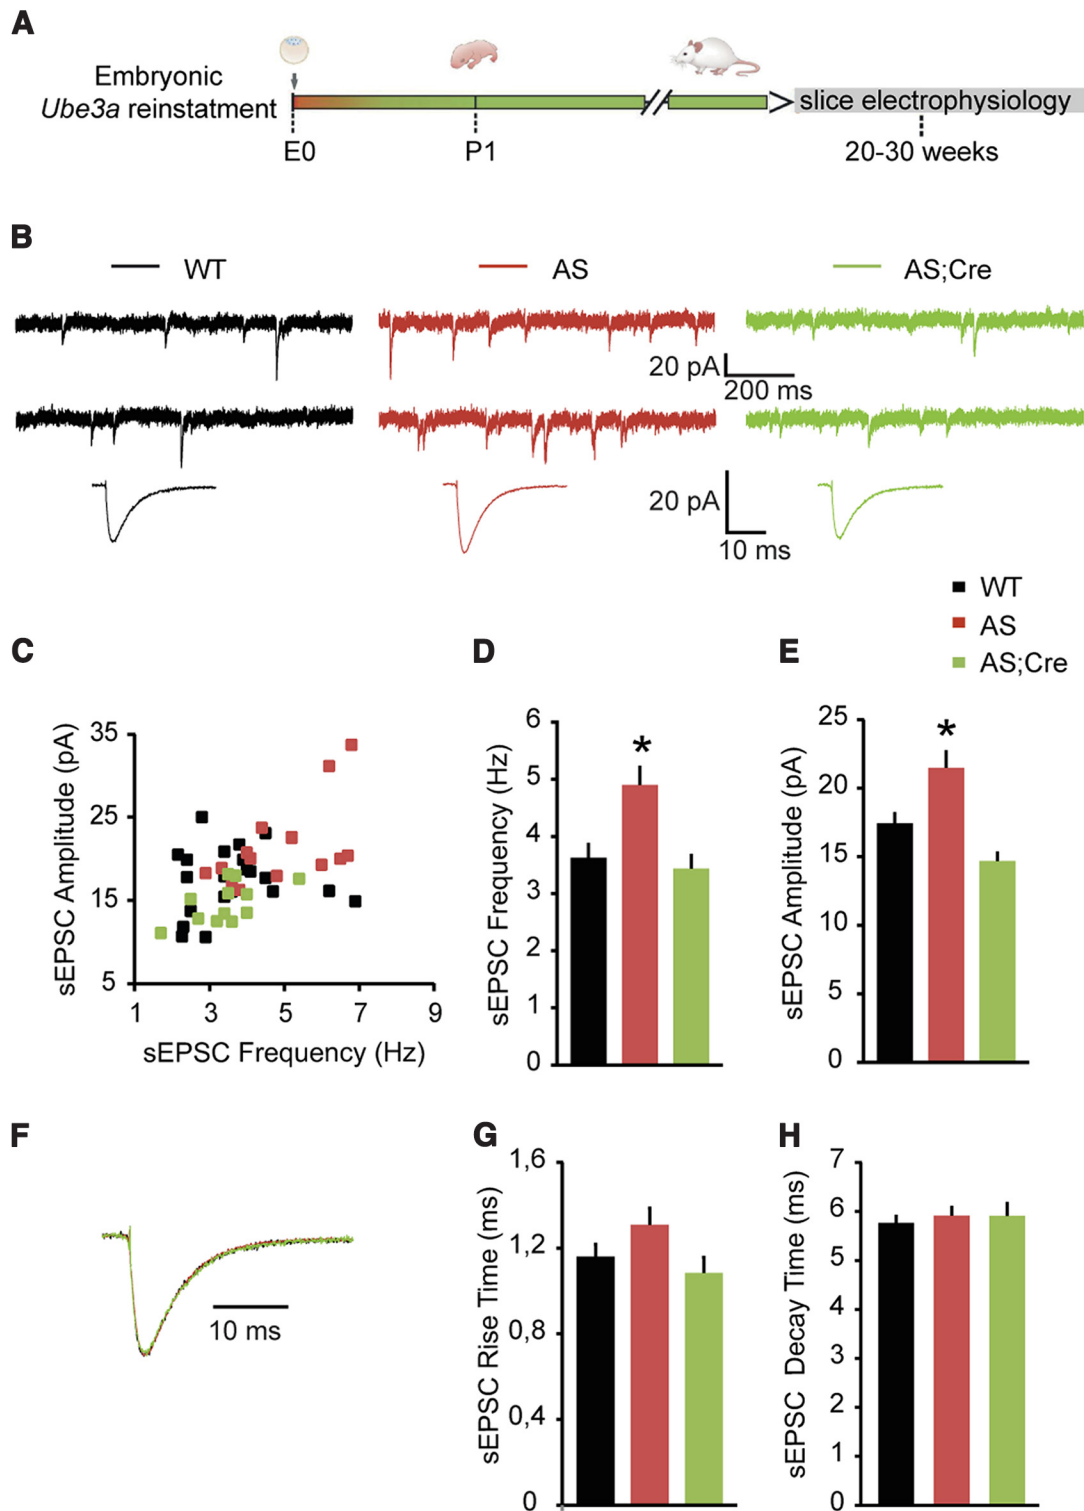 A
Embryonic
Ube3a reinstatment
E0
P1
slice electrophysiology
20-30 weeks
B
WT
AS
AS;Cre
20 pA
200 ms
20 pA
10 ms
WT
AS
AS;Cre
C
sEPSC Amplitude (pA)
35
25
15
5
1 3 5 7 9
sEPSC Frequency (Hz)
D
sEPSC Frequency (Hz)
6
5
4
3
2
1
0
*
E
sEPSC Amplitude (pA)
25
20
15
10
5
0
*
F
10 ms
G
sEPSC Rise Time (ms)
1,6
1,2
0,8
0,4
0
H
sEPSC Decay Time (ms)
7
6
5
4
3
2
1
0